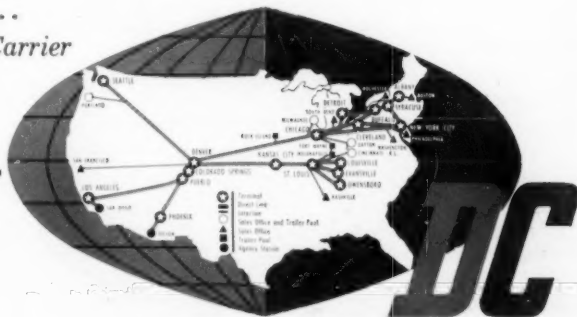 Carrier
SEATTLE
PORTLAND
SAN FRANCISCO
LOS ANGELES
SAN DIEGO
PHOENIX
TUCSON
DENVER
COLORADO SPRINGS
PUEBLO
KANSAS CITY
ST. LOUIS
ROCK ISLAND
MILWAUKEE
CHICAGO
SOUTH BEND
DETROIT
FORT WAYNE
INDIANAPOLIS
CLEVELAND
DAYTON
CINCINNATI
LOUISVILLE
EVANSVILLE
OWENSBORO
NASHVILLE
ROCHESTER
BUFFALO
ALBANY
SYRACUSE
BOSTON
NEW YORK CITY
PHILADELPHIA
WASHINGTON
Terminal
Direct Line
Interline
Sales Office and Trailer Pool
Sales Office
Trailer Pool
Agency Station
DC